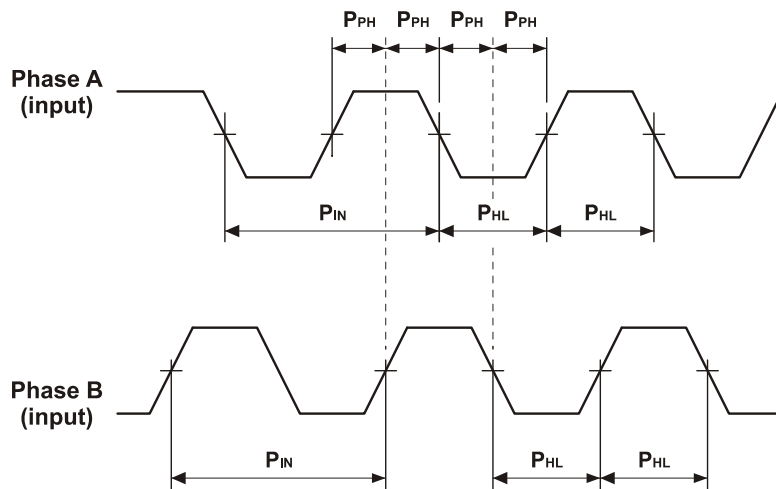 PPH PPH PPH PPH
Phase A
(input)
PIN PHL PHL
Phase B
(input)
PIN PHL PHL